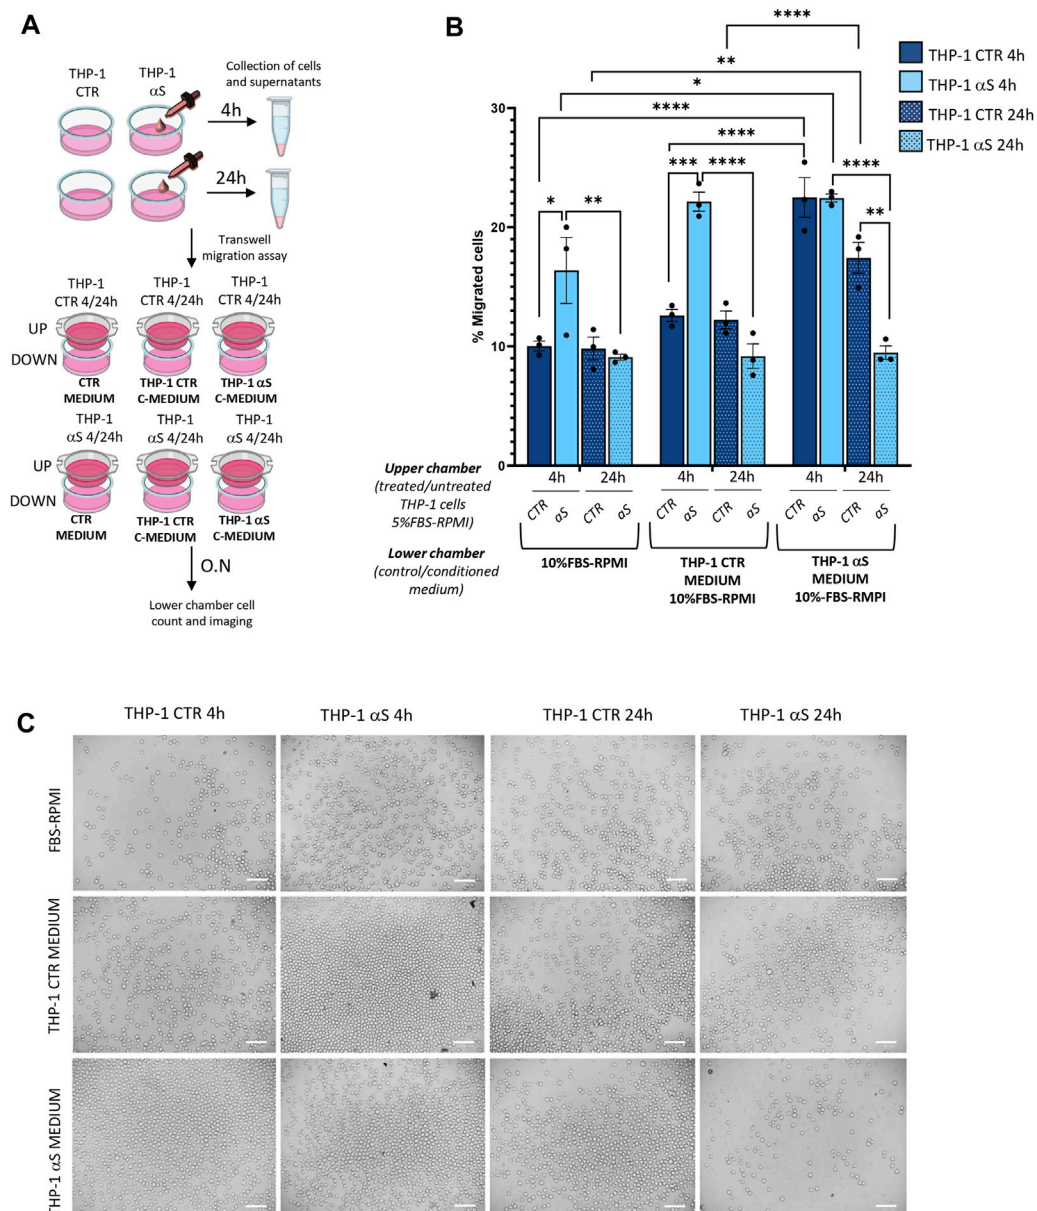 A
THP-1
CTR
THP-1
αS
Collection of cells
and supernatants
4h
24h
Transwell
migration assay
THP-1
CTR 4/24h
THP-1
CTR 4/24h
THP-1
CTR 4/24h
UP
DOWN
CTR
MEDIUM
THP-1 CTR
C-MEDIUM
THP-1 αS
C-MEDIUM
THP-1
αS 4/24h
THP-1
αS 4/24h
THP-1
αS 4/24h
UP
DOWN
CTR
MEDIUM
THP-1 CTR
C-MEDIUM
THP-1 αS
C-MEDIUM
O.N
Lower chamber cell
count and imaging
B
****
**
*
****
****
*** ****
****
* **
**
THP-1 CTR 4h
THP-1 αS 4h
THP-1 CTR 24h
THP-1 αS 24h
% Migrated cells
30
20
10
0
4h 24h 4h 24h 4h 24h
CTR αS CTR αS CTR αS CTR αS CTR αS CTR αS
Upper chamber
(treated/untreated
THP-1 cells
5%FBS-RPMI)
Lower chamber
(control/conditioned
medium)
10%FBS-RPMI
THP-1 CTR
MEDIUM
10%FBS-RPMI
THP-1 αS
MEDIUM
10%-FBS-RMPI
C
THP-1 CTR 4h
THP-1 αS 4h
THP-1 CTR 24h
THP-1 αS 24h
FBS-RPMI
THP-1 CTR MEDIUM
THP-1 αS MEDIUM